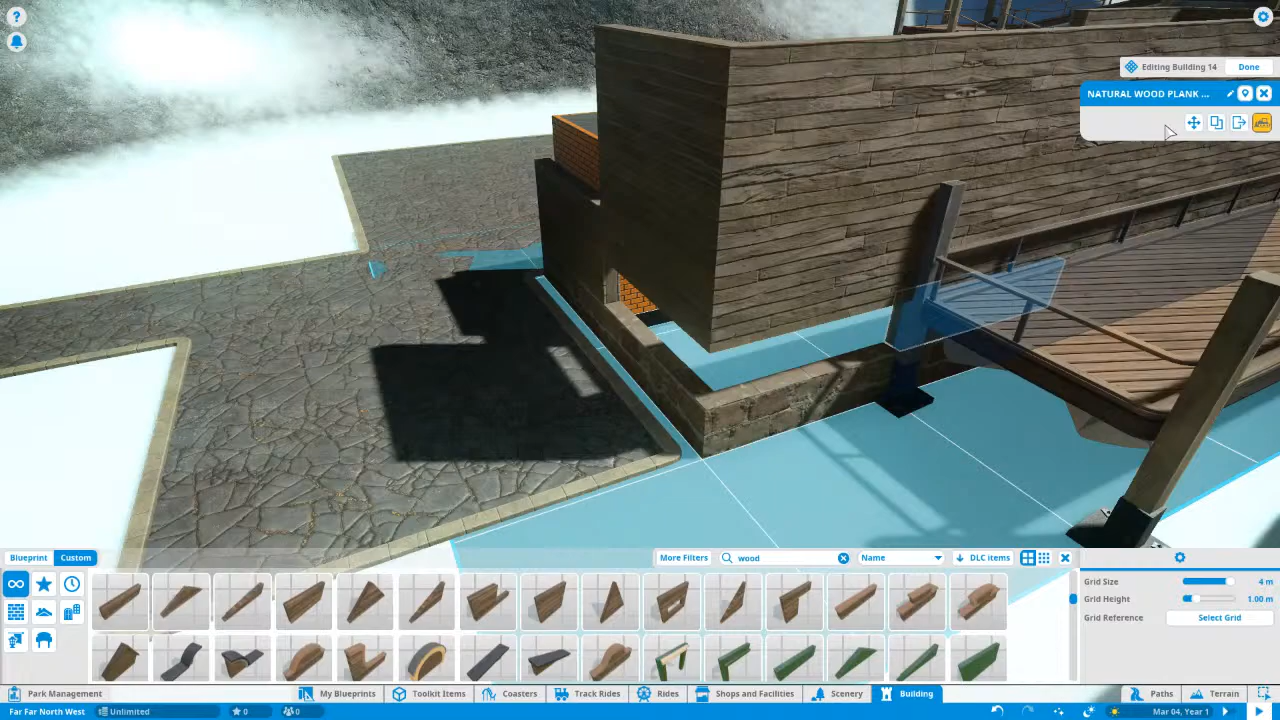 ?
Editing Building 14
Done
NATURAL WOOD PLANK ...
Blueprint
Custom
More Filters
wood
Name
DLC items
Grid Size
4 m
Grid Height
1.00 m
Grid Reference
Select Grid
Park Management
My Blueprints
Toolkit Items
Coasters
Track Rides
Rides
Shops and Facilities
Scenery
Building
Paths
Terrain
Far Far North West
Unlimited
0
0
Mar 04, Year 1